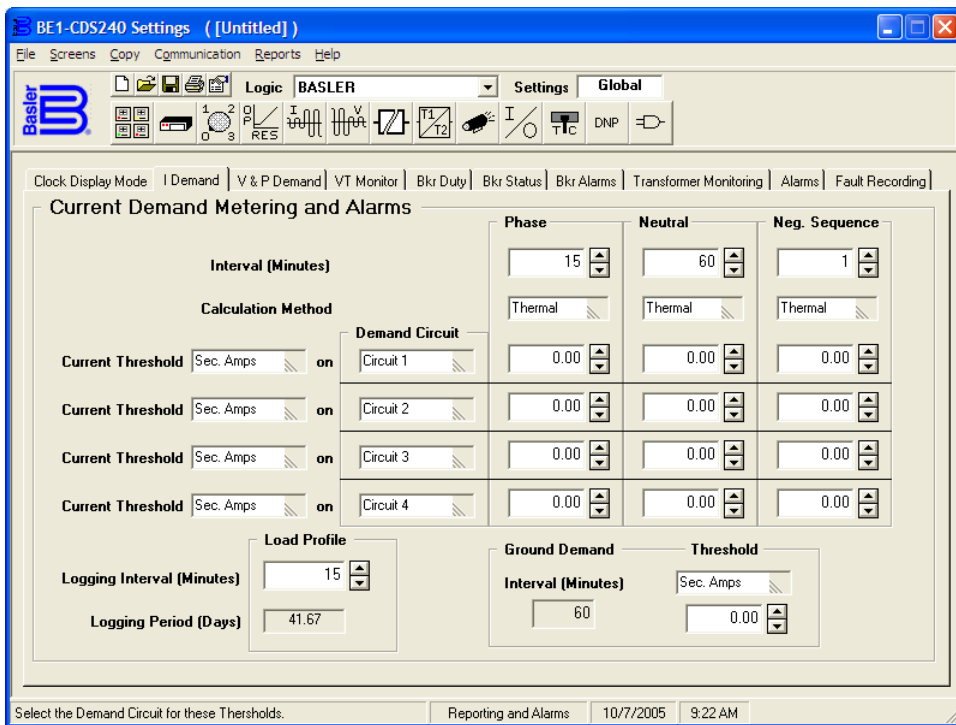 BE1-CDS240 Settings ( [Untitled] )
File Screens Copy Communication Reports Help
Basler
Logic BASLER Settings Global
1 2 0 3 O P RES I V T1 T2 I O T C DNP
Clock Display Mode I Demand V & P Demand VT Monitor Bkr Duty Bkr Status Bkr Alarms Transformer Monitoring Alarms Fault Recording
Current Demand Metering and Alarms
Phase Neutral Neg. Sequence
Interval (Minutes) 15 60 1
Calculation Method Thermal Thermal Thermal
Demand Circuit
Current Threshold Sec. Amps on Circuit 1 0.00 0.00 0.00
Current Threshold Sec. Amps on Circuit 2 0.00 0.00 0.00
Current Threshold Sec. Amps on Circuit 3 0.00 0.00 0.00
Current Threshold Sec. Amps on Circuit 4 0.00 0.00 0.00
Load Profile
Logging Interval (Minutes) 15
Logging Period (Days) 41.67
Ground Demand Threshold
Interval (Minutes) Sec. Amps
60 0.00
Select the Demand Circuit for these Thersholds. Reporting and Alarms 10/7/2005 9:22 AM